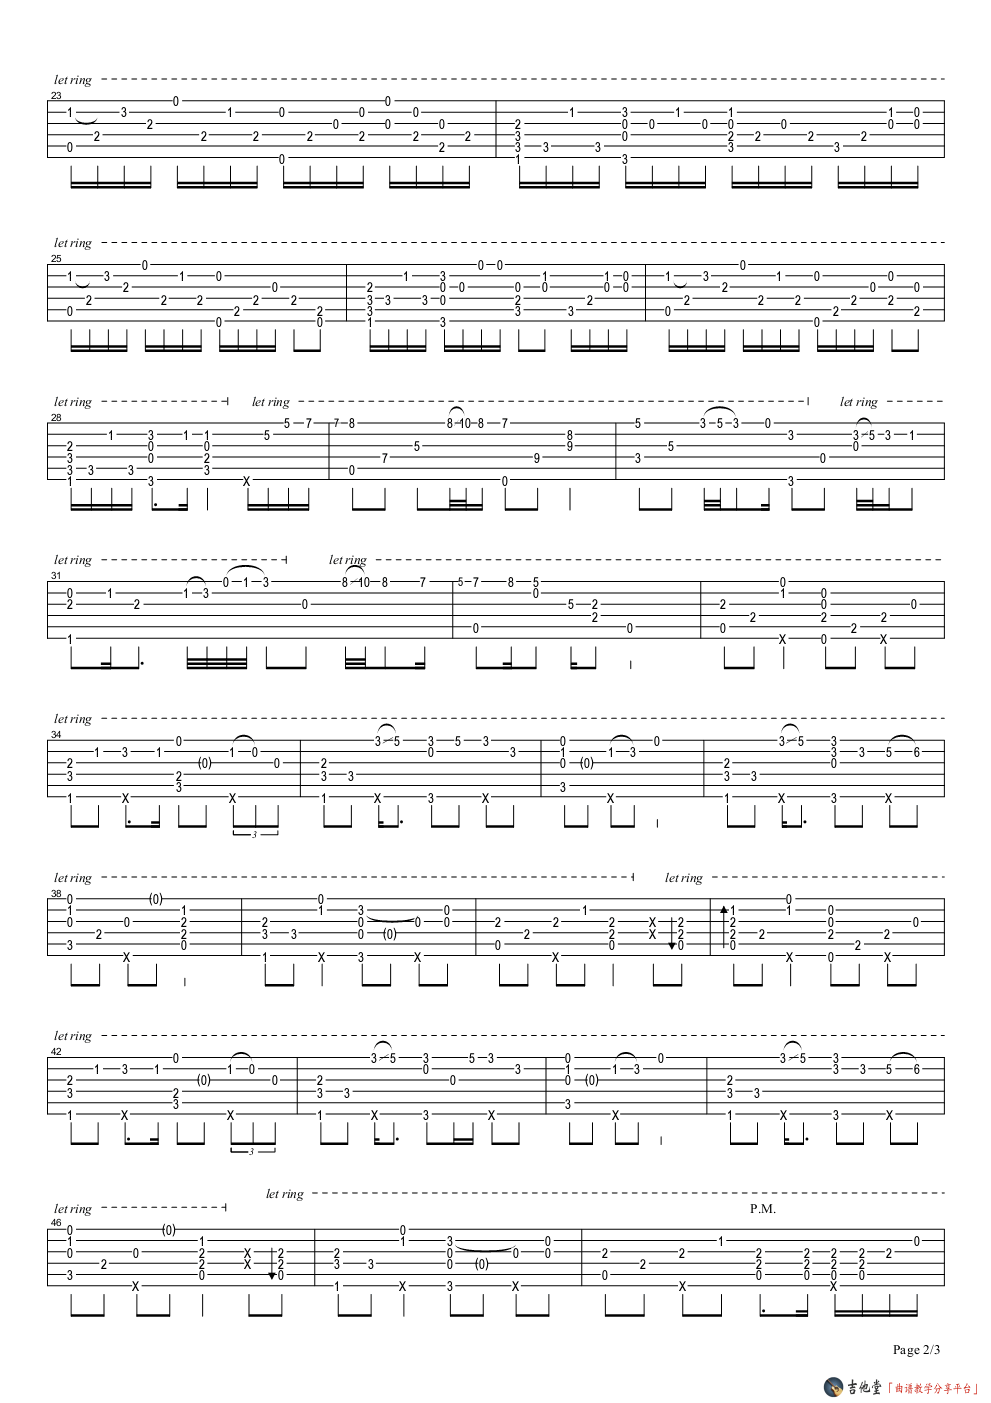 let ring
23
let ring
25
let ring
let ring
let ring
28
let ring
let ring
31
let ring
34
3
let ring
let ring
38
let ring
42
3
let ring
let ring
P.M.
46
Page 2/3
吉他堂「曲谱教学分享平台」